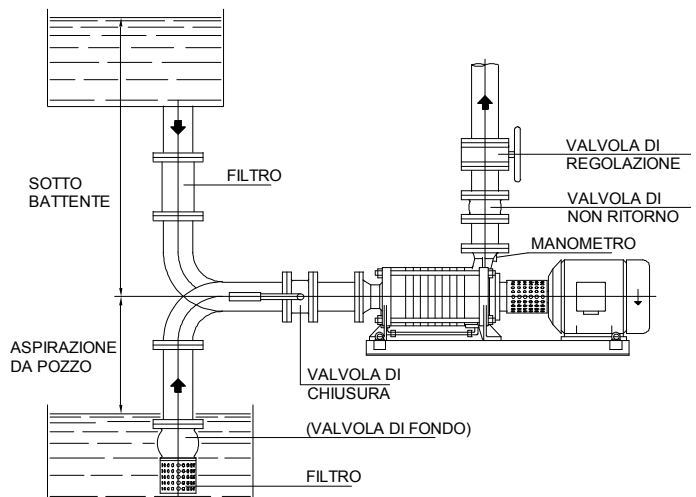 VALVOLA DI
REGOLAZIONE
FILTRO
SOTTO
BATTENTE
VALVOLA DI
NON RITORNO
MANOMETRO
ASPIRAZIONE
DA POZZO
VALVOLA DI
CHIUSURA
(VALVOLA DI FONDO)
FILTRO